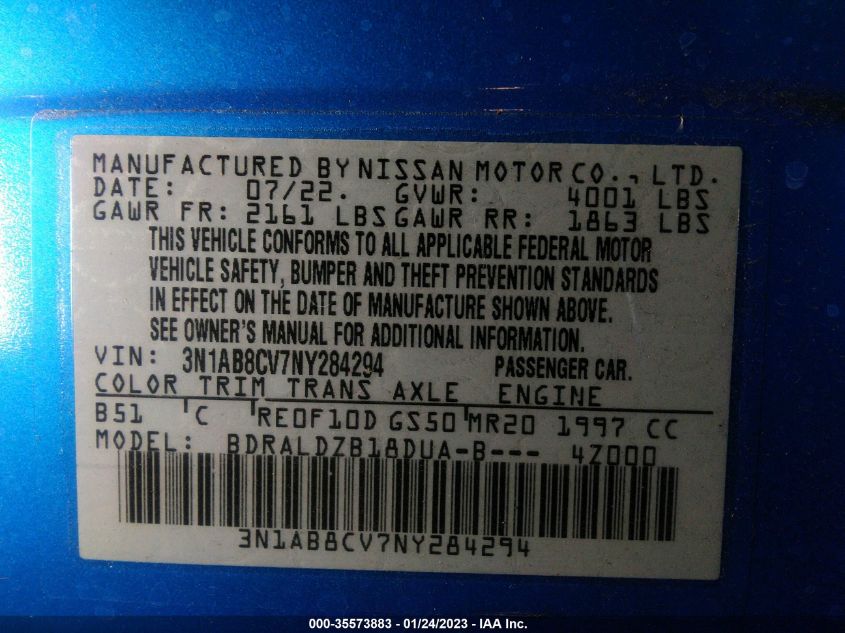 MANUFACTURED BY NISSAN MOTOR CO., LTD.
DATE: 07/22. GVWR: 4001 LBS
GAWR FR: 2161 LBS GAWR RR: 1863 LBS
THIS VEHICLE CONFORMS TO ALL APPLICABLE FEDERAL MOTOR
VEHICLE SAFETY, BUMPER AND THEFT PREVENTION STANDARDS
IN EFFECT ON THE DATE OF MANUFACTURE SHOWN ABOVE.
SEE OWNER'S MANUAL FOR ADDITIONAL INFORMATION.
VIN: 3N1AB8CV7NY284294 PASSENGER CAR.
COLOR TRIM TRANS AXLE ENGINE
B51 C RE0F10D GS50 MR20 1997 CC
MODEL: BDRALDZB18DUA-B--- 4Z000
3N1AB8CV7NY284294
000-35573883 - 01/24/2023 - IAA Inc.